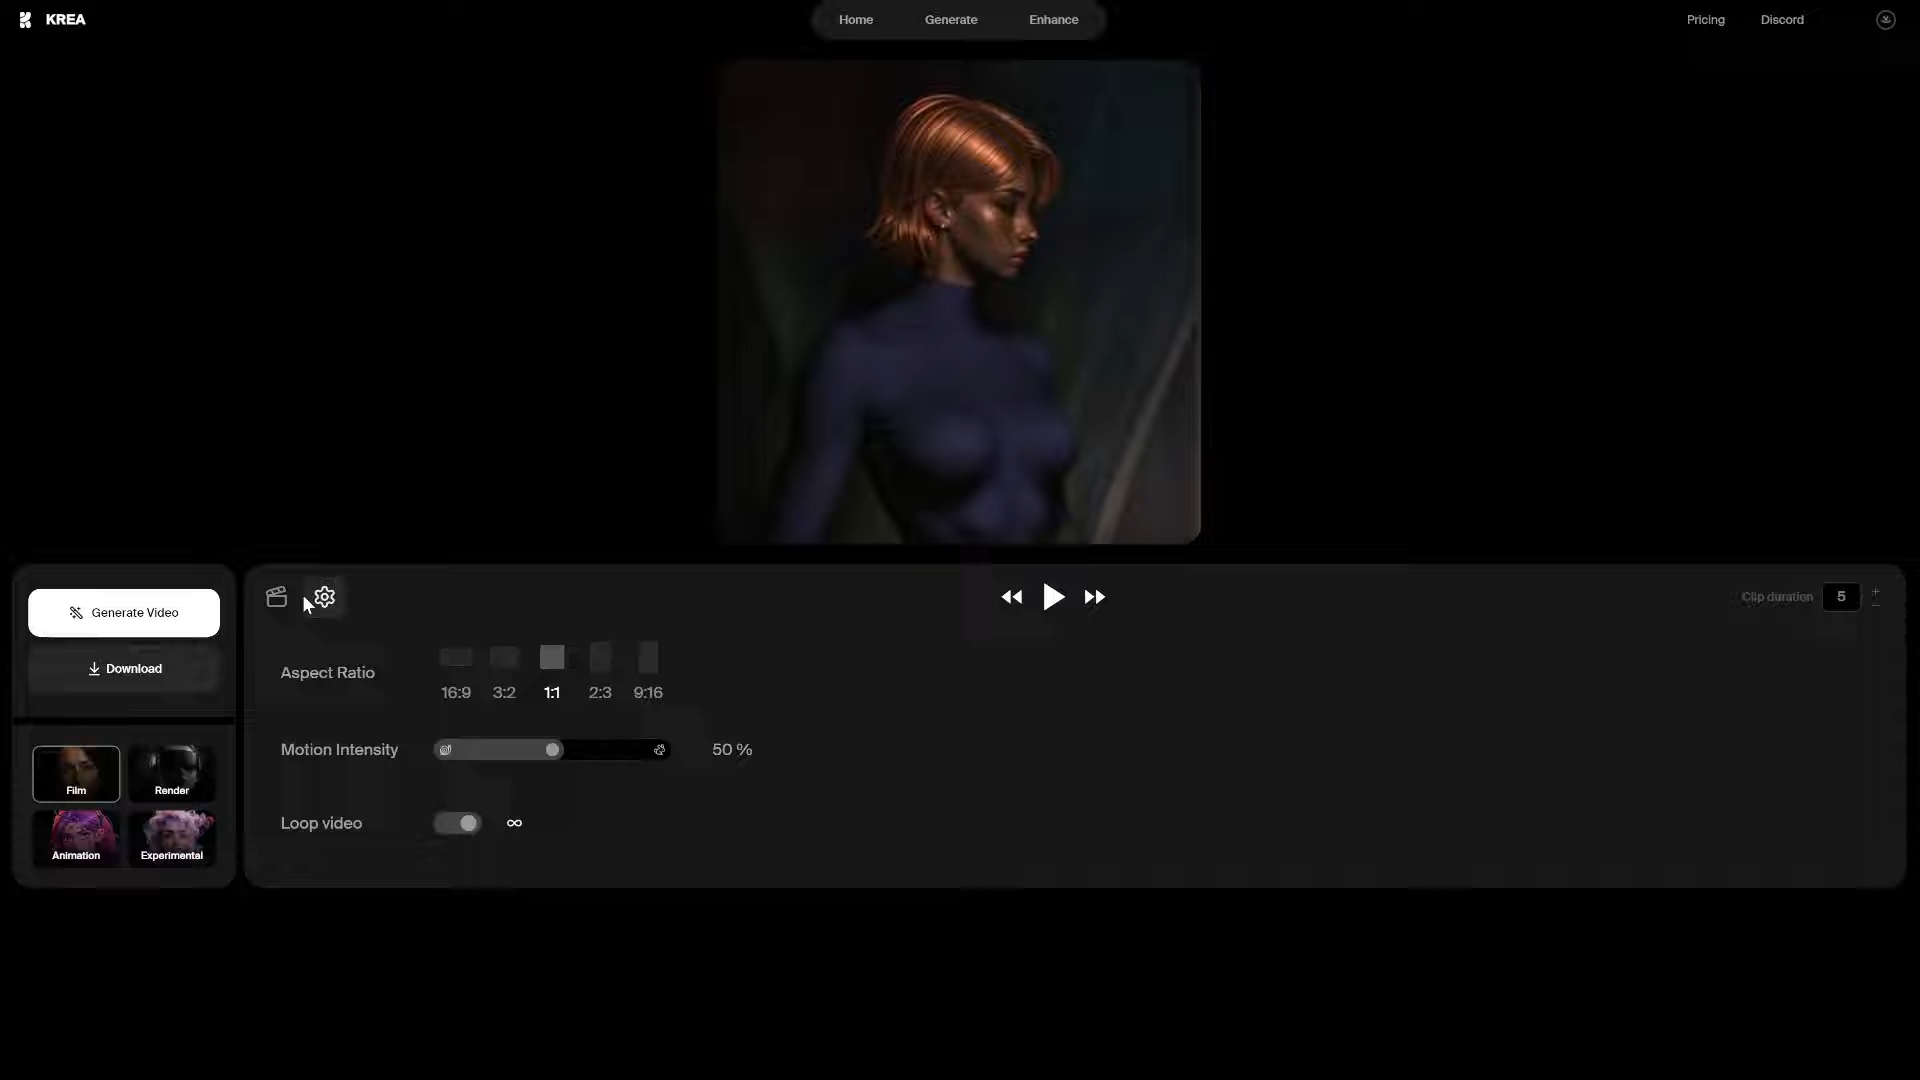 KREA
Home Generate Enhance
Pricing Discord
Generate Video
Download
Film Render
Animation Experimental
Clip duration 5 + −
Aspect Ratio
16:9 3:2 1:1 2:3 9:16
Motion Intensity 50 %
Loop video ∞